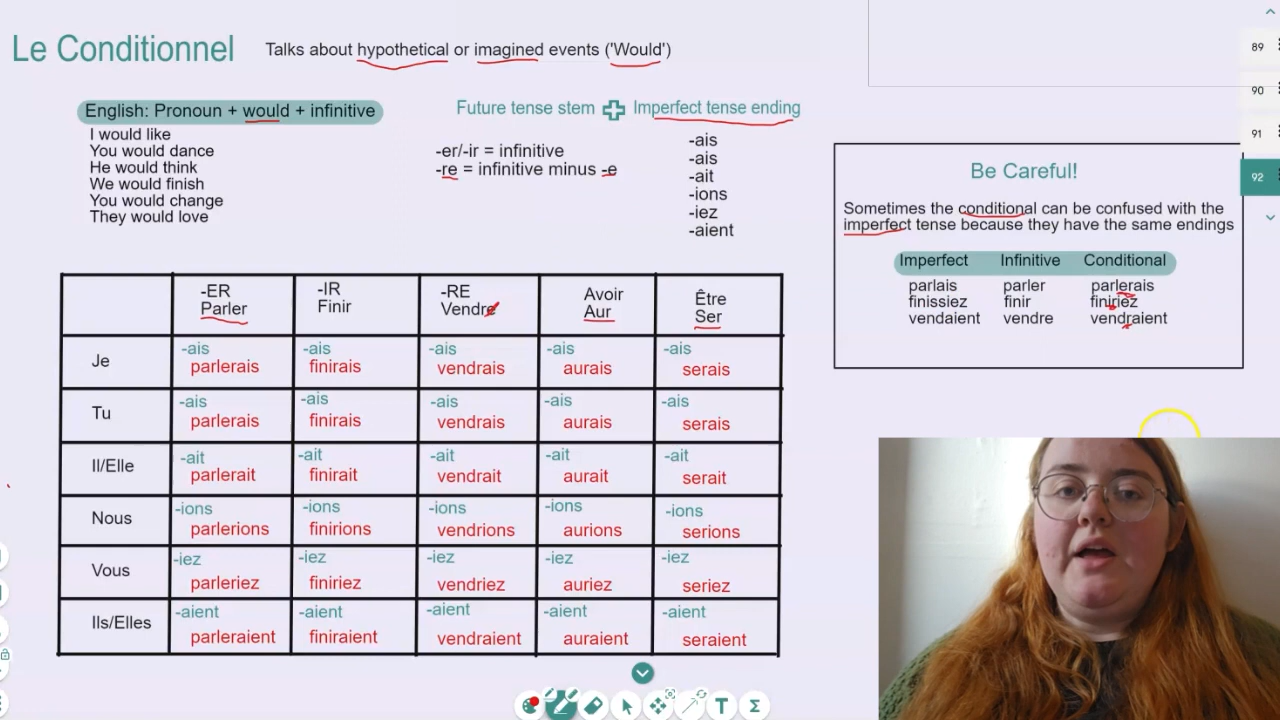 Le Conditionnel
Talks about hypothetical or imagined events ('Would')
English: Pronoun + would + infinitive
I would like
You would dance
He would think
We would finish
You would change
They would love
Future tense stem + Imperfect tense ending
-er/-ir = infinitive
-re = infinitive minus -e
-ais
-ais
-ait
-ions
-iez
-aient
Be Careful!
Sometimes the conditional can be confused with the
imperfect tense because they have the same endings
Imperfect Infinitive Conditional
parlais parler parlerais
finissiez finir finiriez
vendaient vendre vendraient
-ER -IR -RE Avoir Être
Parler Finir Vendre Aur Ser
Je -ais -ais -ais -ais -ais
parlerais finirais vendrais aurais serais
Tu -ais -ais -ais -ais -ais
parlerais finirais vendrais aurais serais
Il/Elle -ait -ait -ait -ait -ait
parlerait finirait vendrait aurait serait
Nous -ions -ions -ions -ions -ions
parlerions finirions vendrions aurions serions
Vous -iez -iez -iez -iez -iez
parleriez finiriez vendriez auriez seriez
Ils/Elles -aient -aient -aient -aient -aient
parleraient finiraient vendraient auraient seraient
89
90
91
92
T Σ